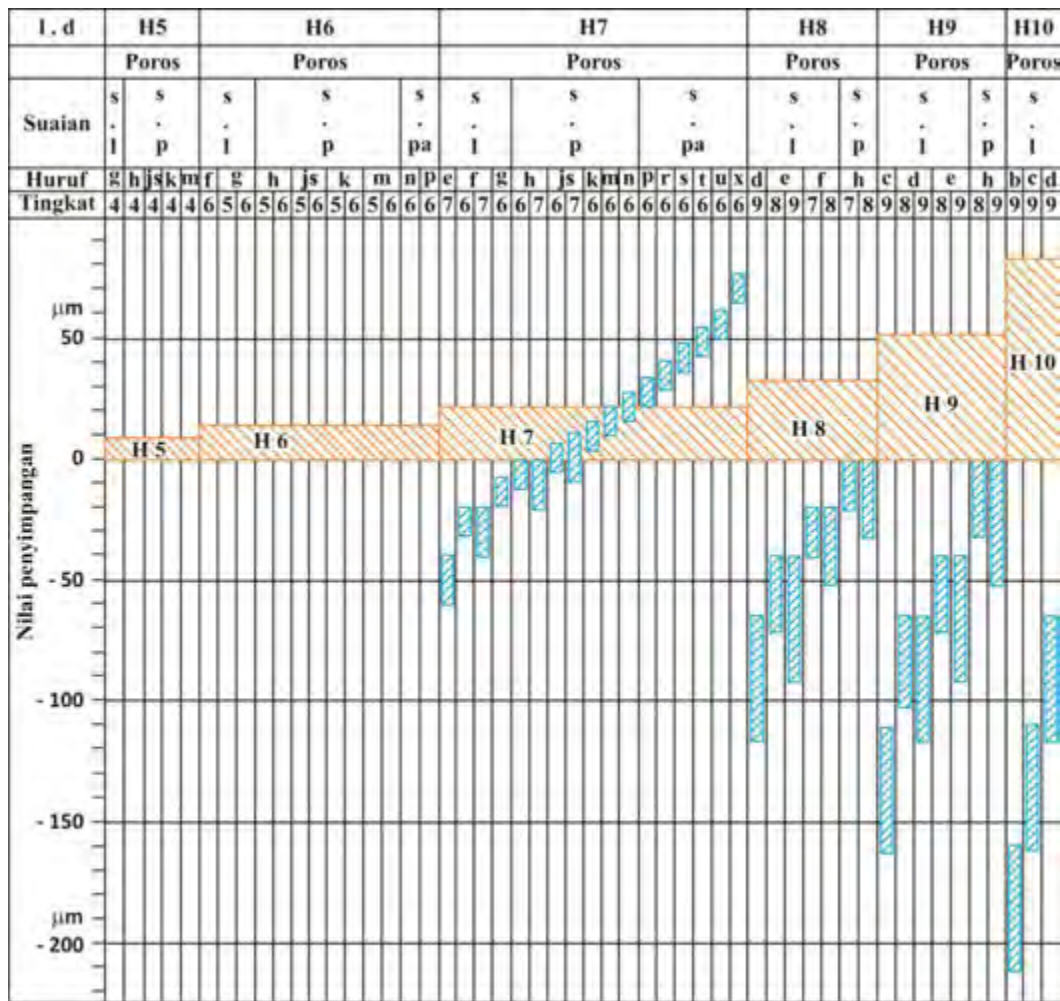 I . d H5 H6 H7 H8 H9 H10
Poros Poros Poros Poros Poros Poros
Suaian s . l s . p s . l s . p s . pa s . l s . p s . pa s . l s . p s . l s . p s . l
Huruf g h js k m f g h js k m n p e f g h js k m n p r s t u x d e f h c d e h b c d
Tingkat 4 4 4 4 4 6 5 6 5 6 5 6 5 6 5 6 6 6 7 6 7 6 6 7 6 7 6 6 6 6 6 6 6 6 6 9 8 9 7 8 7 8 9 8 9 8 9 8 9 9 9 9
µm
50
H 10
H 9
H 8
H 7
H 6
H 5
0
Nilai penyimpangan
- 50
- 100
- 150
µm
- 200